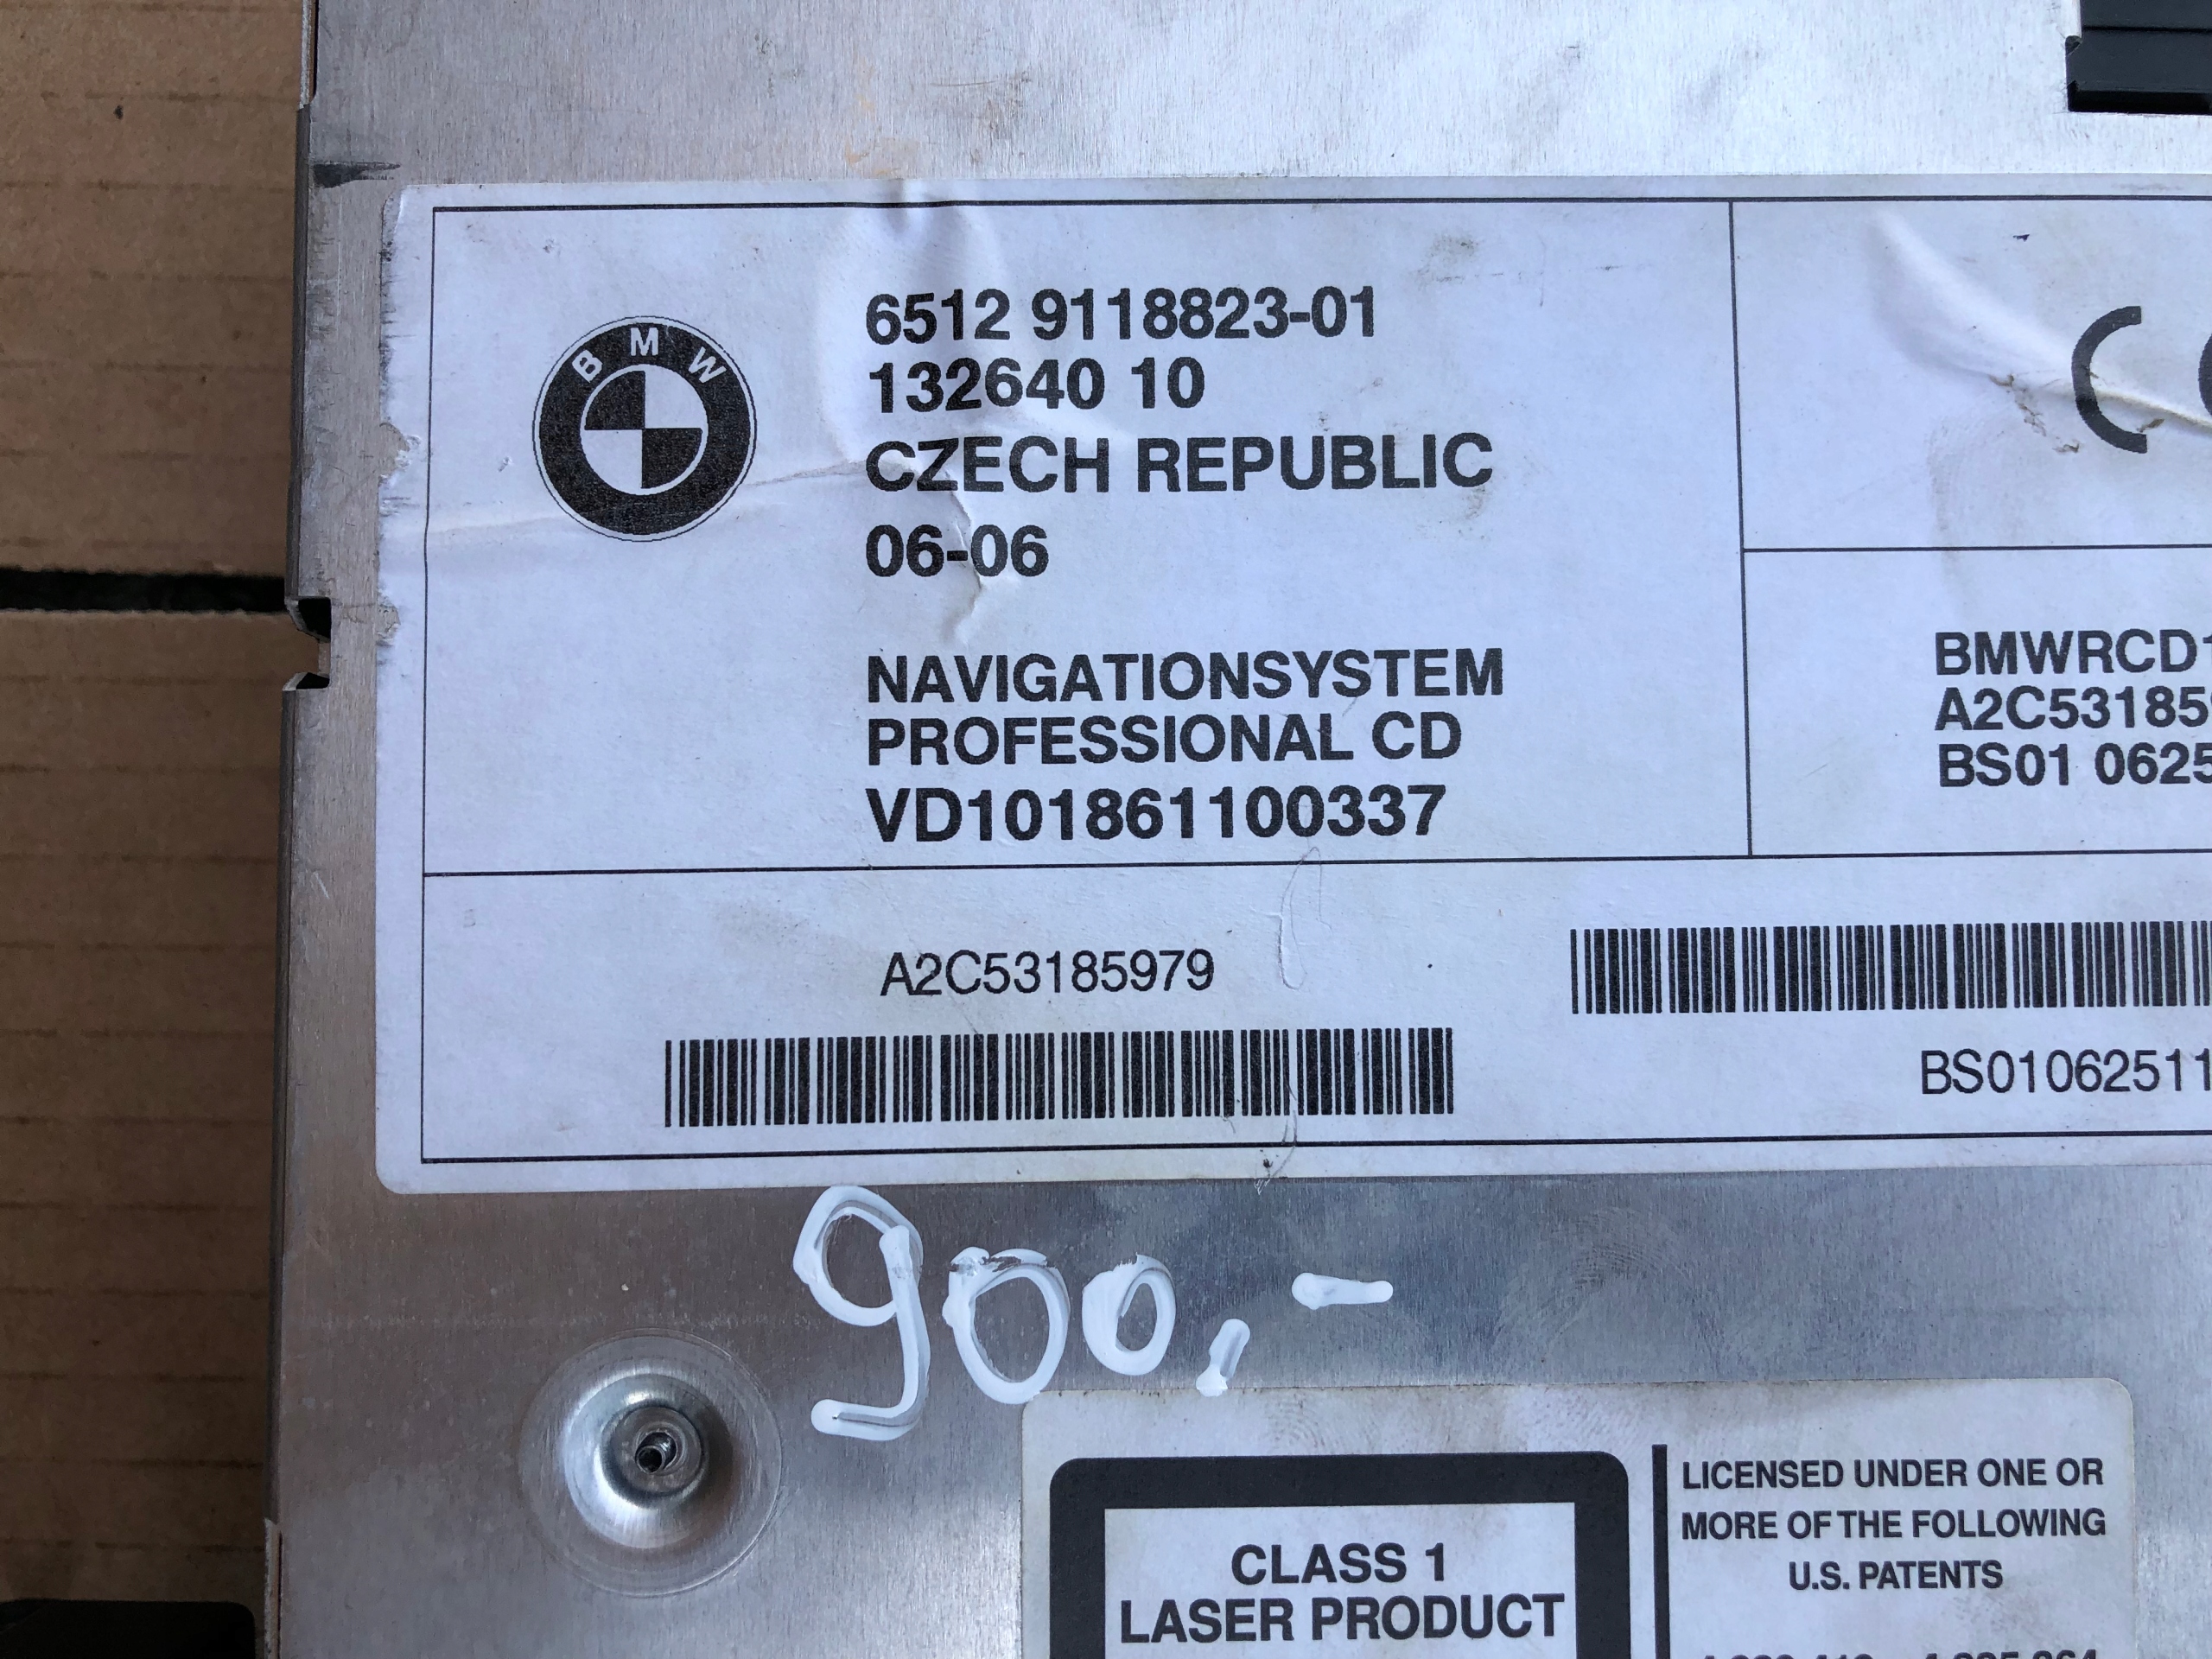 BMW
6512 9118823-01
132640 10
CZECH REPUBLIC
06-06
NAVIGATIONSYSTEM
PROFESSIONAL CD
VD101861100337
C
BMWRCD1
A2C53185
BS01 0625
A2C53185979
BS01062511
900,-
CLASS 1
LASER PRODUCT
LICENSED UNDER ONE OR
MORE OF THE FOLLOWING
U.S. PATENTS